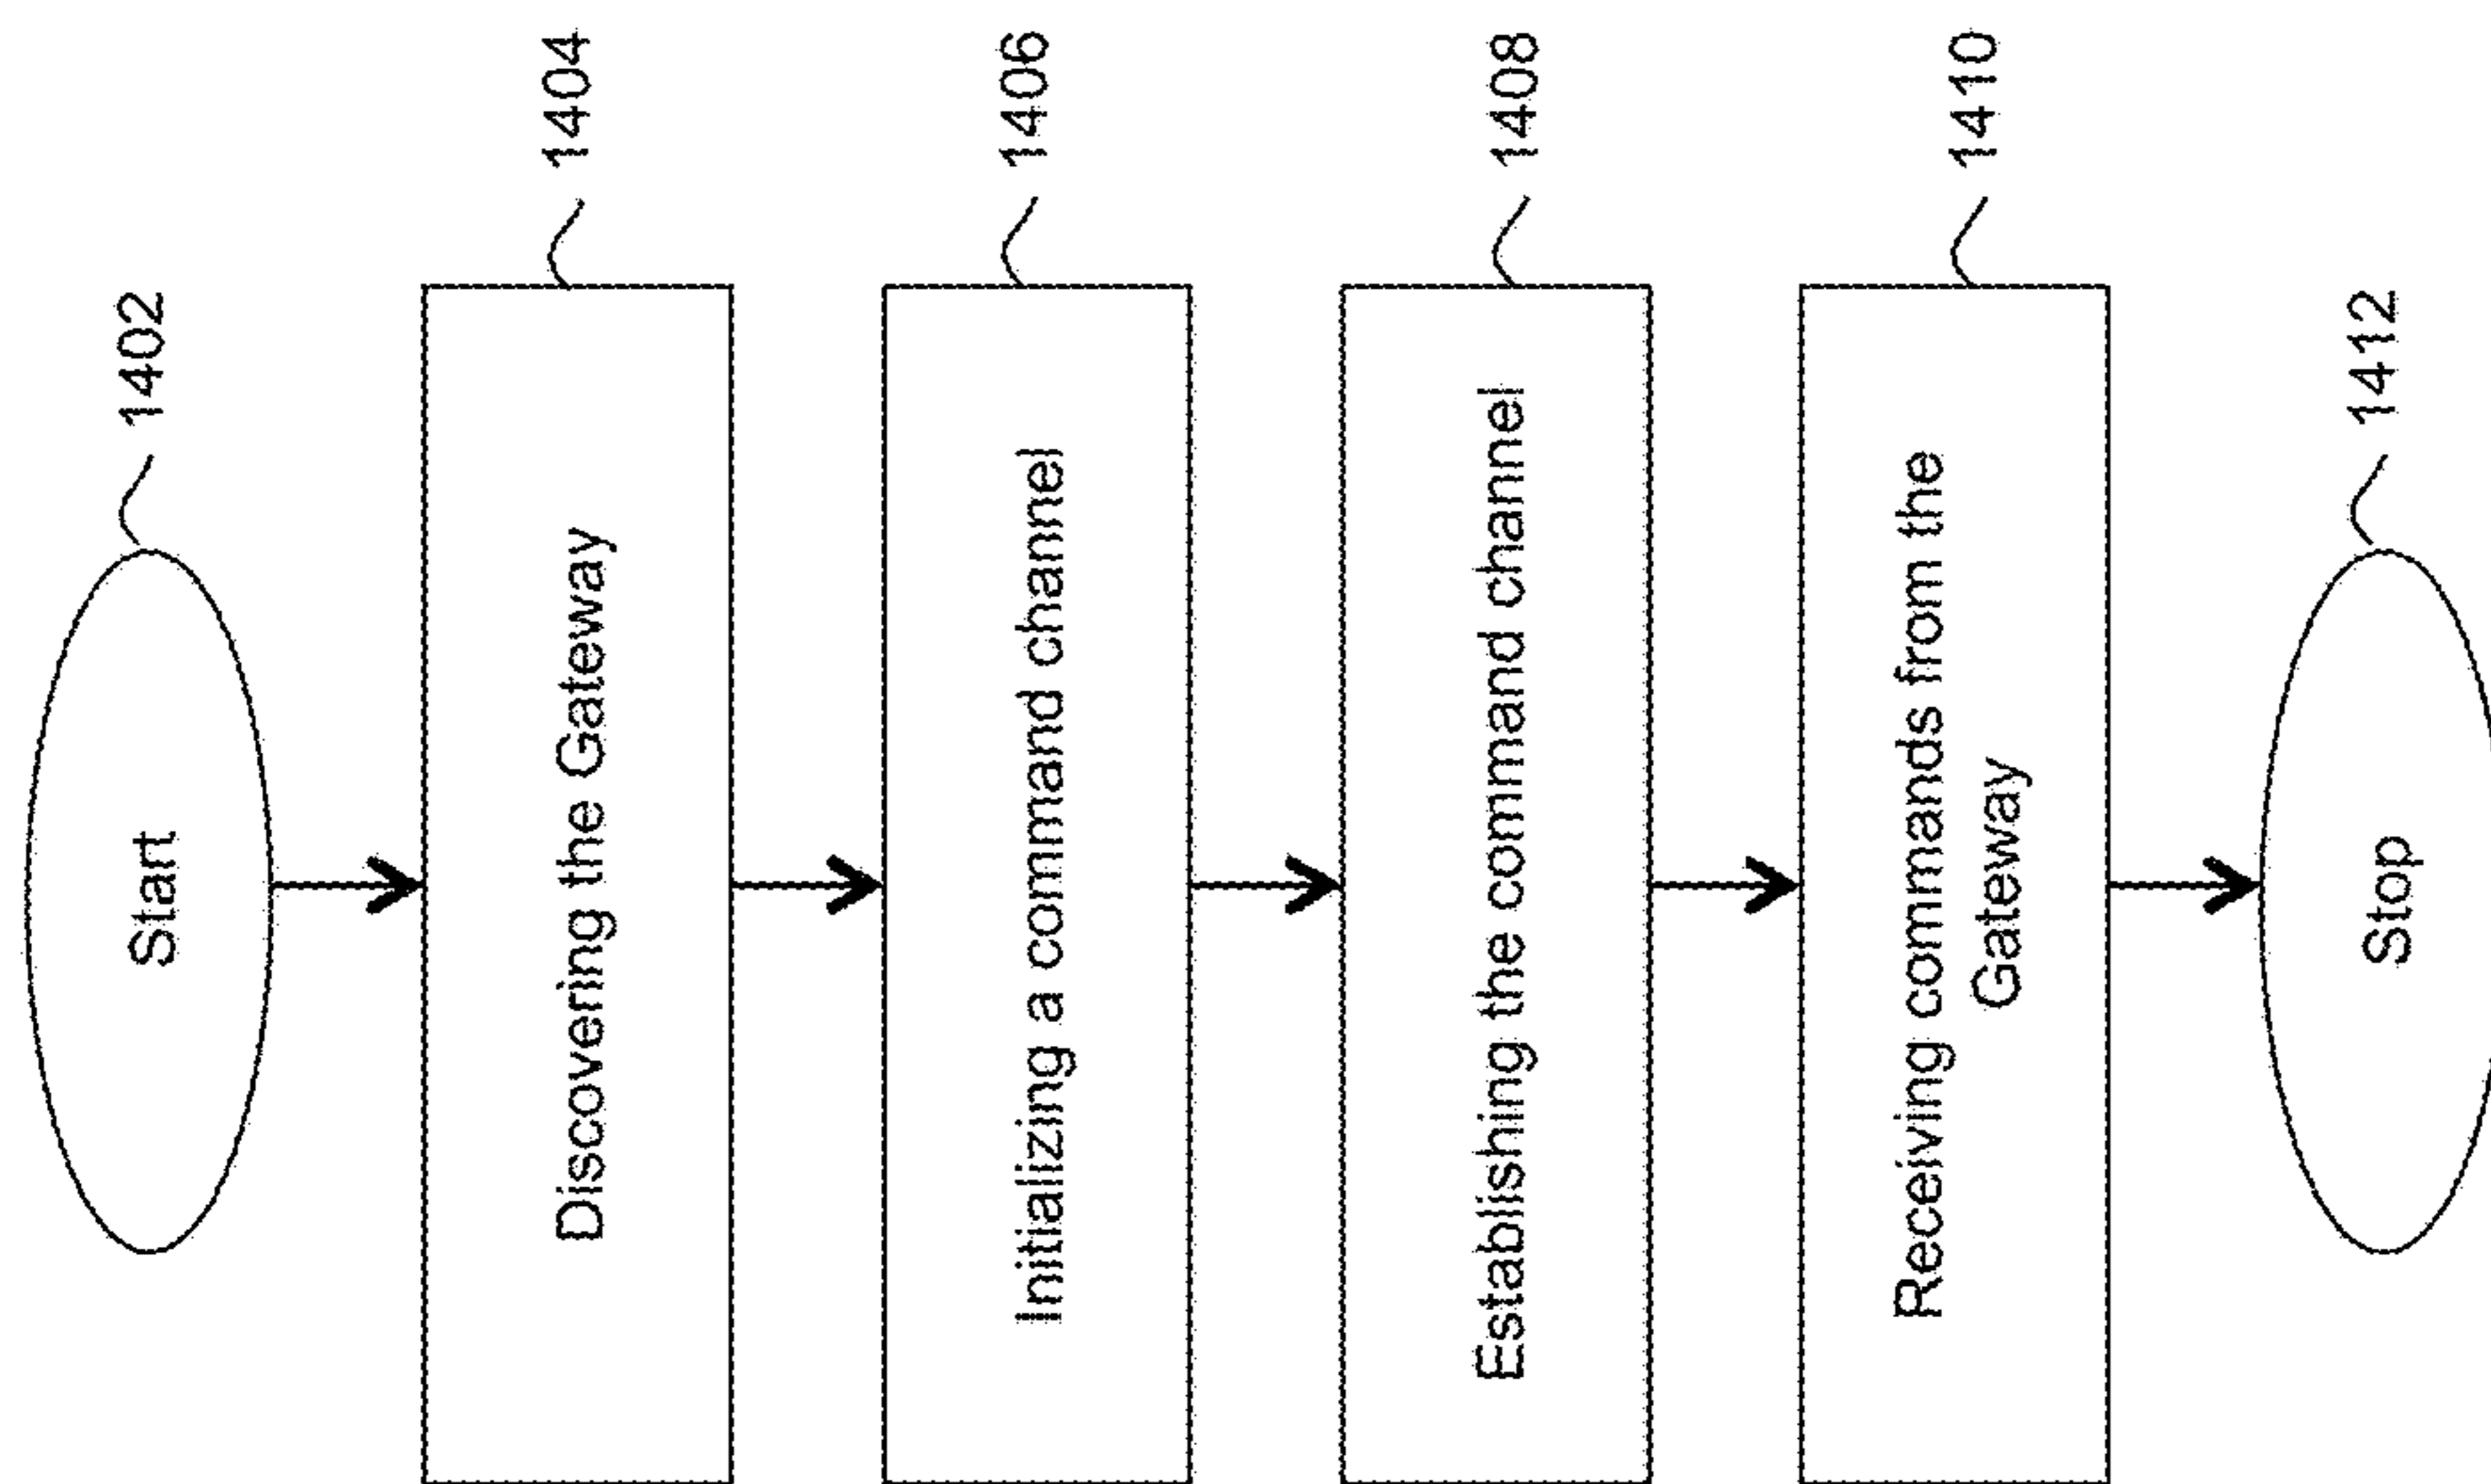 Start
1402
Discovering the Gateway
1404
Initializing a command channel
1406
Establishing the command channel
1408
Receiving commands from the
Gateway
1410
Stop
1412